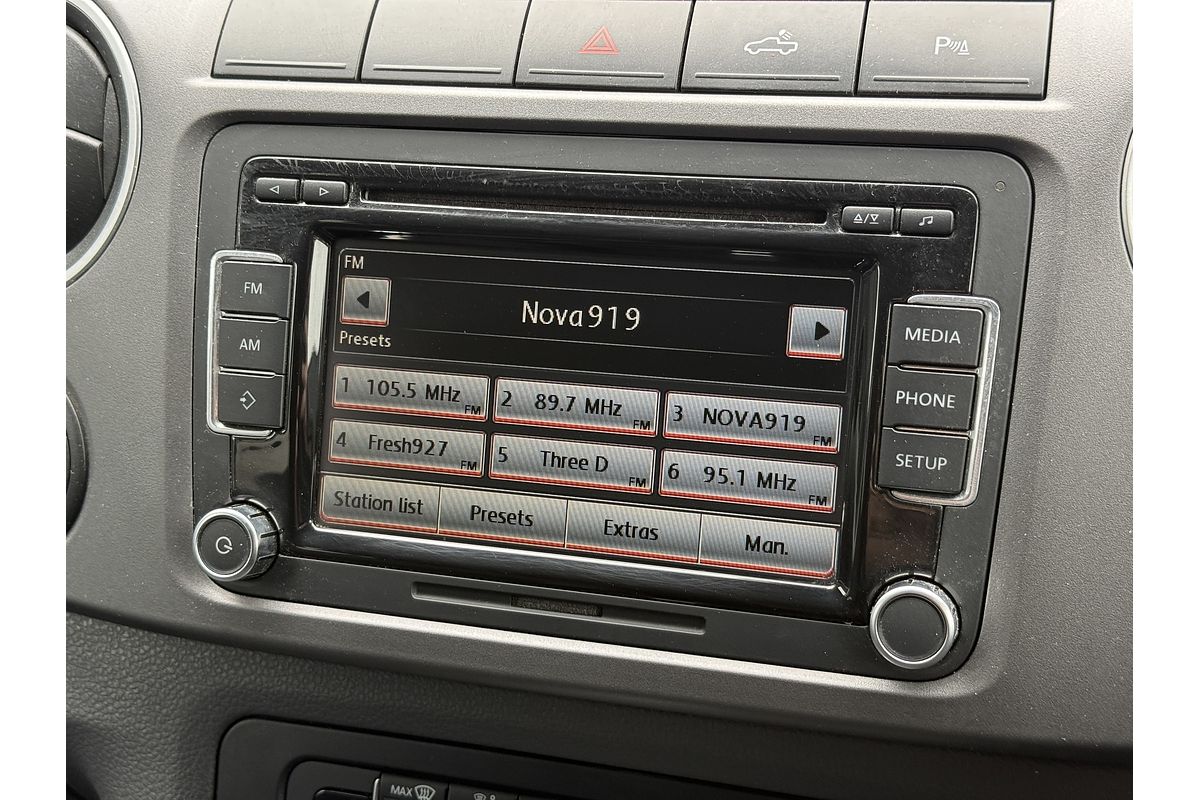 P
FM
Nova919
Presets
1 105.5 MHz FM
2 89.7 MHz FM
3 NOVA919 FM
4 Fresh927 FM
5 Three D FM
6 95.1 MHz FM
Station list
Presets
Extras
Man.
FM
AM
MEDIA
PHONE
SETUP
MAX